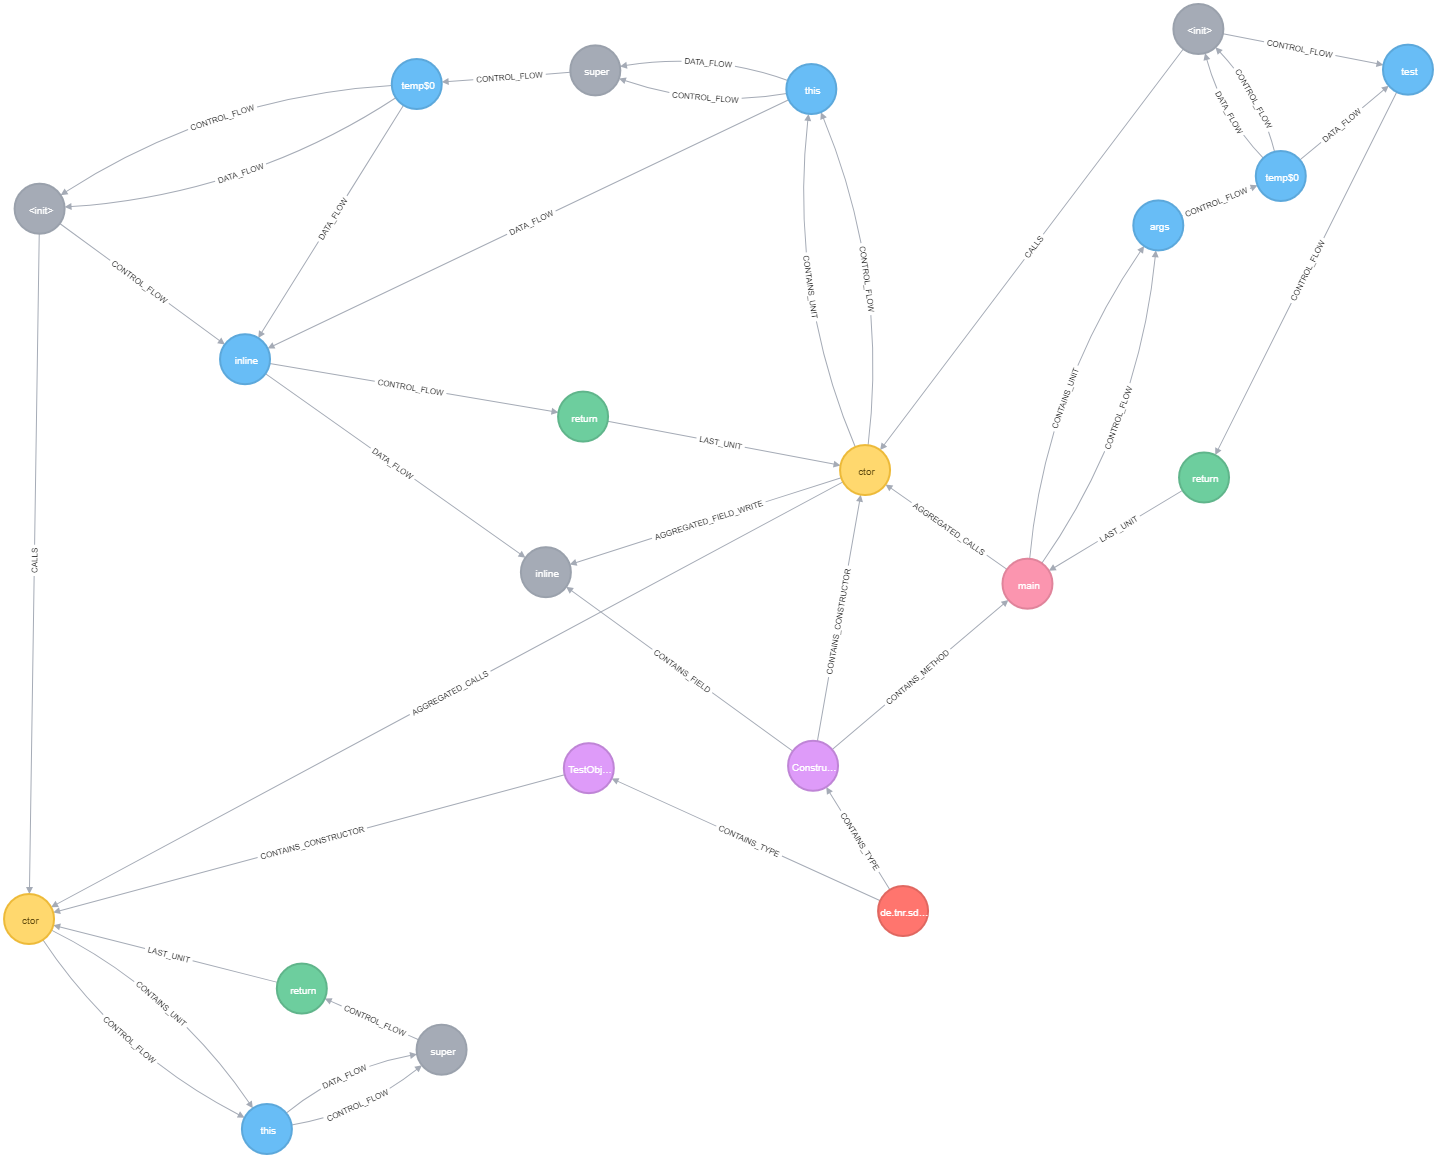 <init>
CONTROL_FLOW
test
super
DATA_FLOW
CONTROL_FLOW
temp$0
CONTROL_FLOW
this
CONTROL_FLOW
DATA_FLOW
CONTROL_FLOW
DATA_FLOW
DATA_FLOW
temp$0
CONTROL_FLOW
args
CONTROL_FLOW
DATA_FLOW
<init>
DATA_FLOW
DATA_FLOW
CALLS
CONTROL_FLOW
CONTROL_FLOW
CONTAINS_UNIT
CONTROL_FLOW
inline
CONTROL_FLOW
return
LAST_UNIT
CONTAINS_UNIT
CONTROL_FLOW
DATA_FLOW
ctor
return
AGGREGATED_FIELD_WRITE
AGGREGATED_CALLS
LAST_UNIT
CALLS
inline
main
CONTAINS_CONSTRUCTOR
CONTAINS_FIELD
CONTAINS_METHOD
AGGREGATED_CALLS
TestObj...
Constru...
CONTAINS_CONSTRUCTOR
CONTAINS_TYPE
CONTAINS_TYPE
de.tnr.sd...
ctor
LAST_UNIT
return
CONTAINS_UNIT
CONTROL_FLOW
CONTROL_FLOW
super
DATA_FLOW
CONTROL_FLOW
this